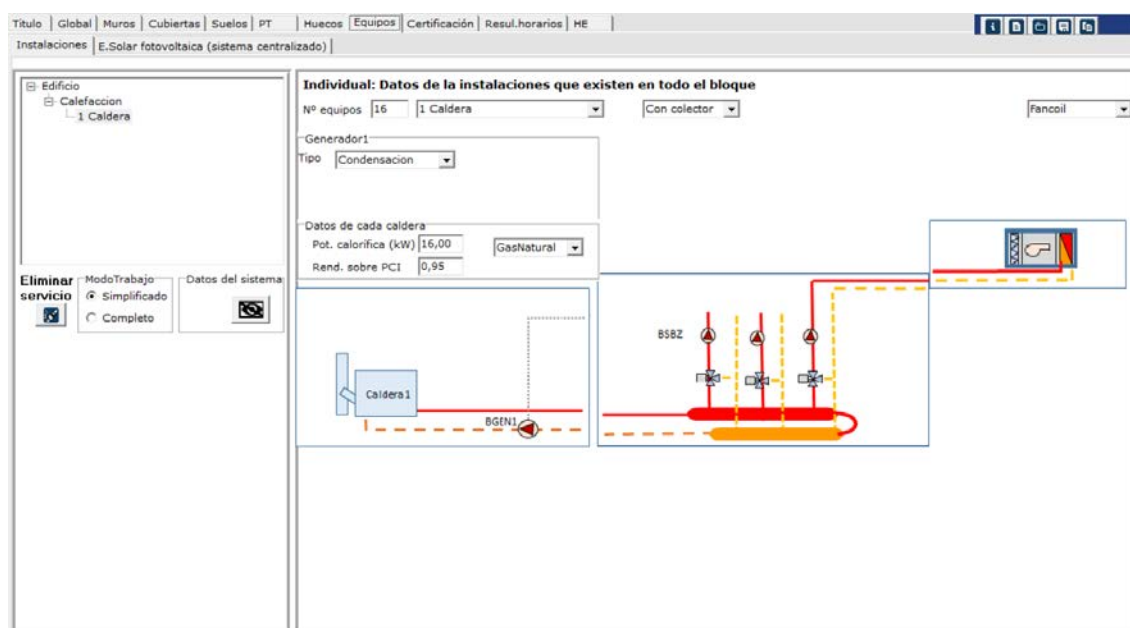 Titulo Global Muros Cubiertas Suelos PT Huecos Equipos Certificación Resul.horarios HE
Instalaciones E.Solar fotovoltaica (sistema centralizado)
Edificio
Calefaccion
1 Caldera
Eliminar servicio
ModoTrabajo
Simplificado
Completo
Datos del sistema
Individual: Datos de la instalaciones que existen en todo el bloque
Nº equipos 16 1 Caldera Con colector Fancoil
Generador1
Tipo Condensacion
Datos de cada caldera
Pot. calorífica (kW) 16,00 GasNatural
Rend. sobre PCI 0,95
Caldera1
BGEN1
BSBZ